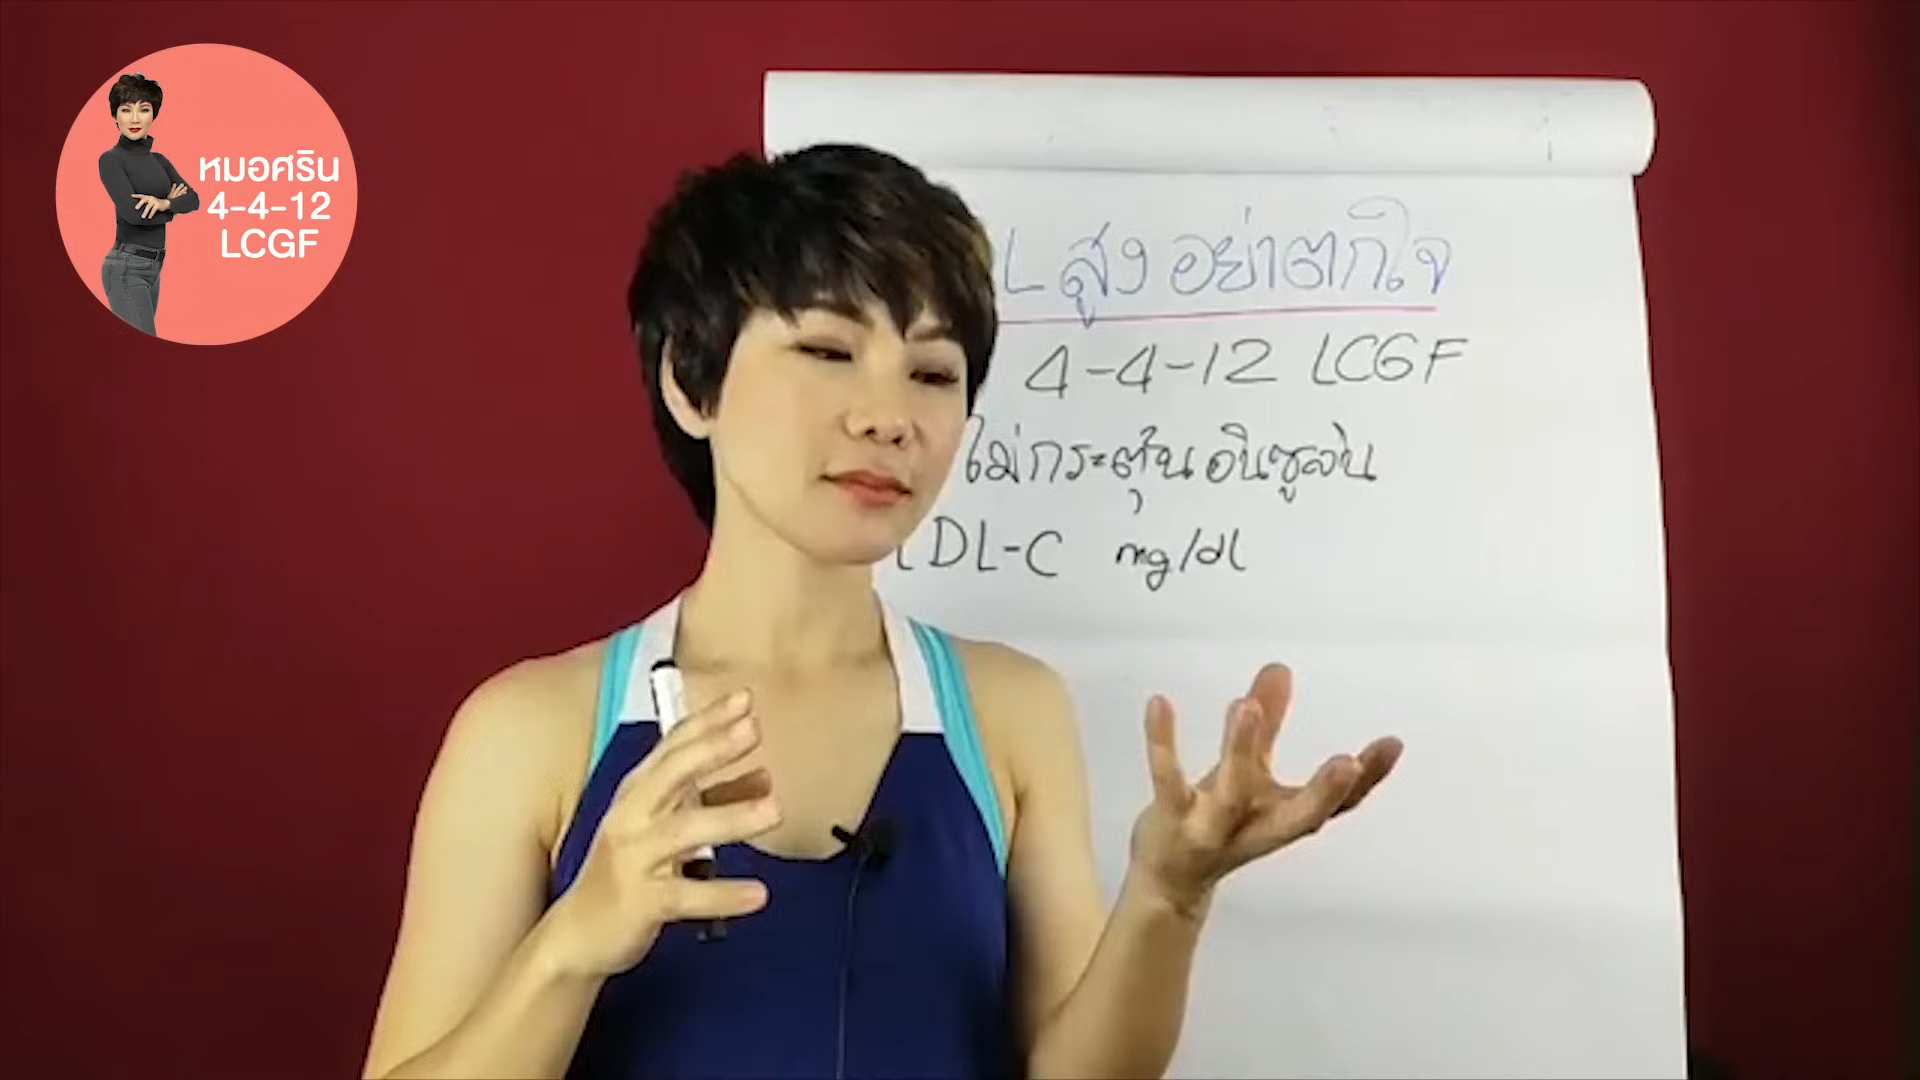 หมอศริน
4-4-12
LCGF
L สูง อย่าตกใจ
4-4-12 LCGF
ไม่กระตุ้นอินซูลิน
LDL-C mg/dl